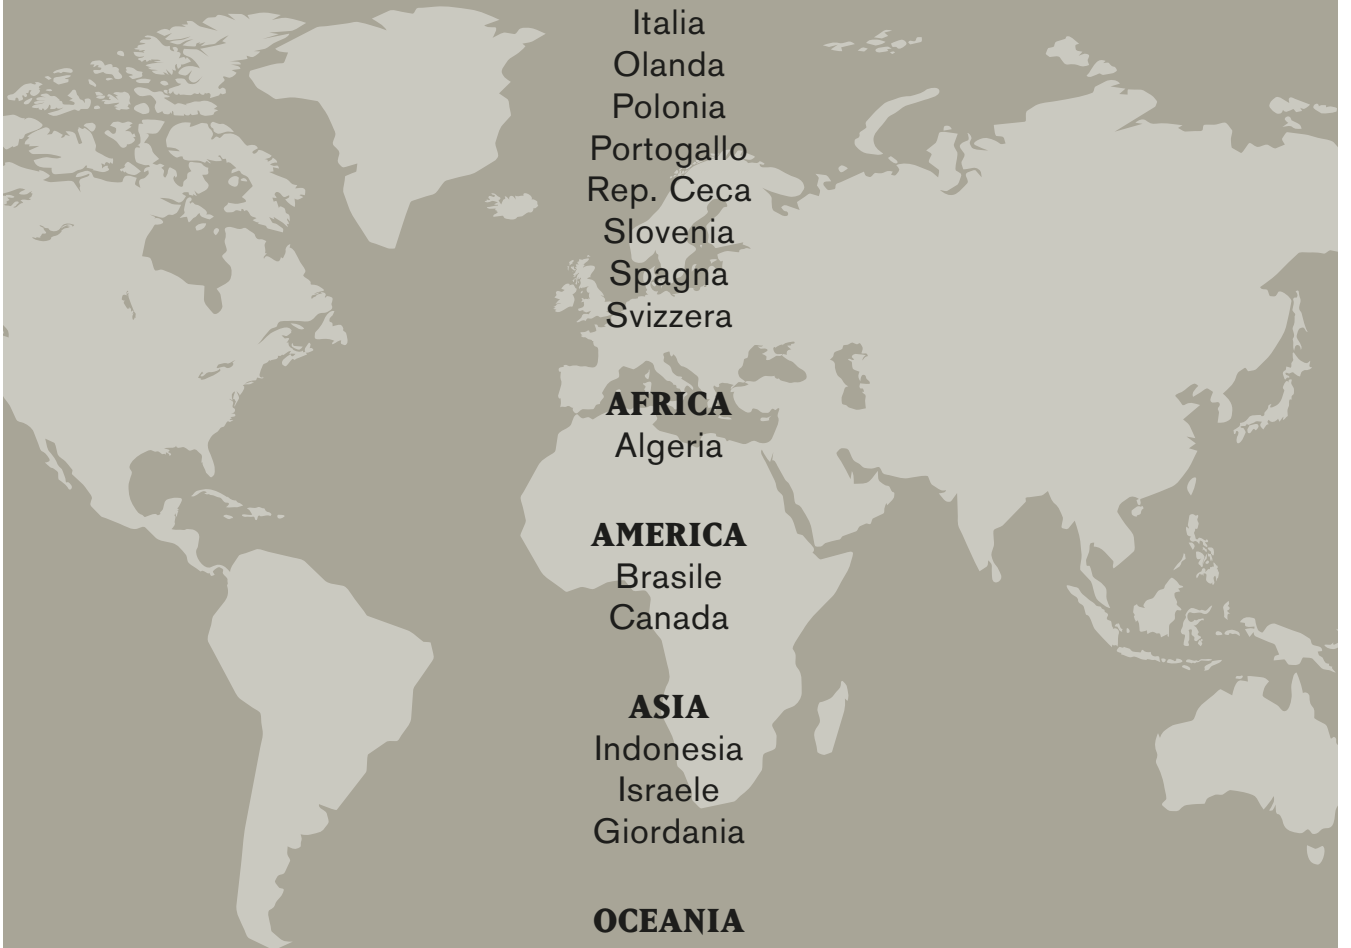 Italia
Olanda
Polonia
Portogallo
Rep. Ceca
Slovenia
Spagna
Svizzera
AFRICA
Algeria
AMERICA
Brasile
Canada
ASIA
Indonesia
Israele
Giordania
OCEANIA